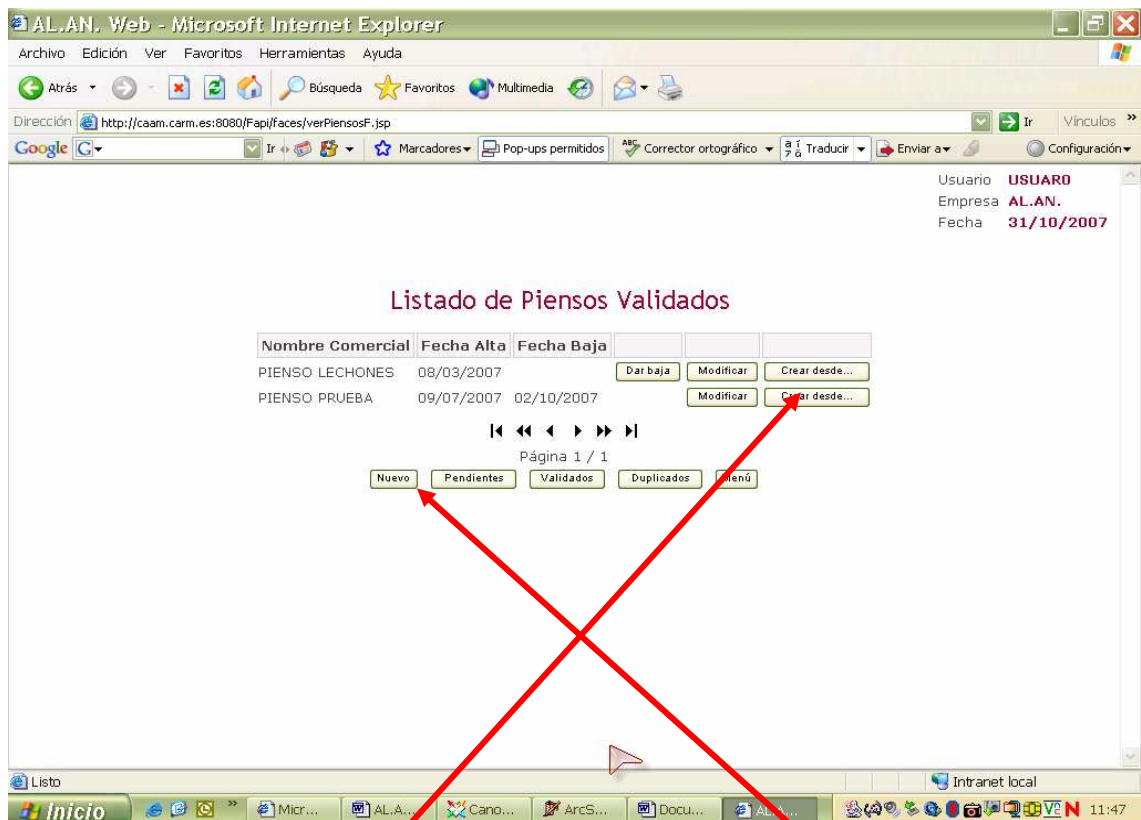 AL.AN. Web - Microsoft Internet Explorer
Archivo Edición Ver Favoritos Herramientas Ayuda
Atrás Búsqueda Favoritos Multimedia
Dirección http://caam.carm.es:8080/Fapi/faces/verPiensosF.jsp Ir Vínculos »
Google G Ir Marcadores Pop-ups permitidos ABC Corrector ortográfico Traducir Enviar a Configuración
Usuario USUAR0
Empresa AL.AN.
Fecha 31/10/2007
Listado de Piensos Validados
Nombre Comercial Fecha Alta Fecha Baja
PIENSO LECHONES 08/03/2007 Dar baja Modificar Crear desde...
PIENSO PRUEBA 09/07/2007 02/10/2007 Modificar Crear desde...
Página 1 / 1
Nuevo Pendientes Validados Duplicados Menú
Listo Intranet local
Inicio » Micr... AL.A... Cano... ArcS... Docu... AL.A... 11:47